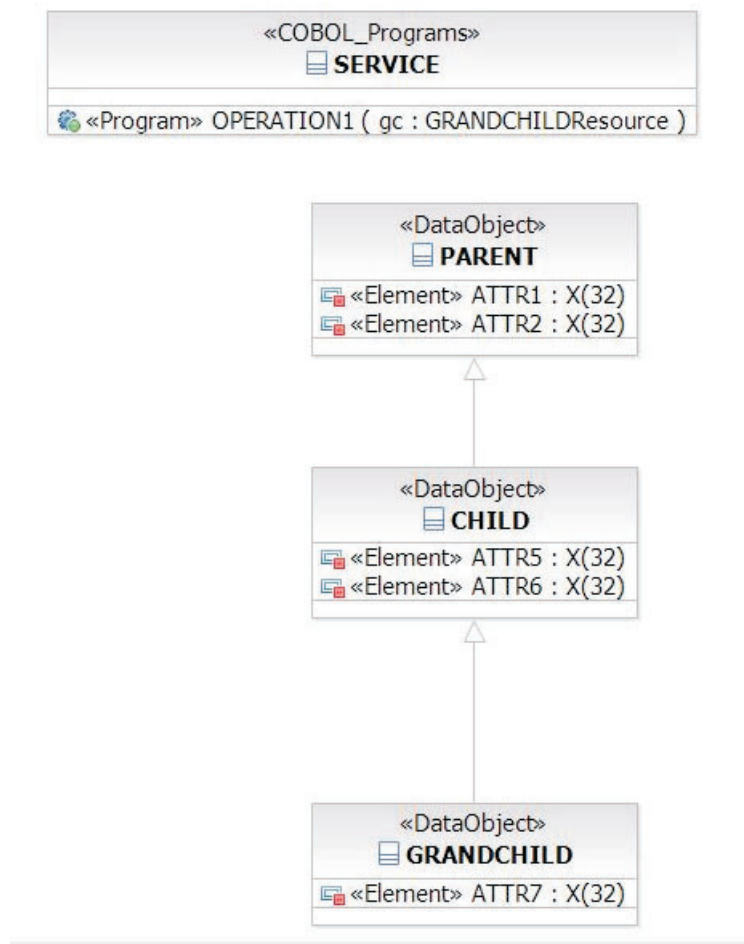 «COBOL_Programs»
SERVICE
«Program» OPERATION1 ( gc : GRANDCHILDResource )
«DataObject»
PARENT
«Element» ATTR1 : X(32)
«Element» ATTR2 : X(32)
«DataObject»
CHILD
«Element» ATTR5 : X(32)
«Element» ATTR6 : X(32)
«DataObject»
GRANDCHILD
«Element» ATTR7 : X(32)